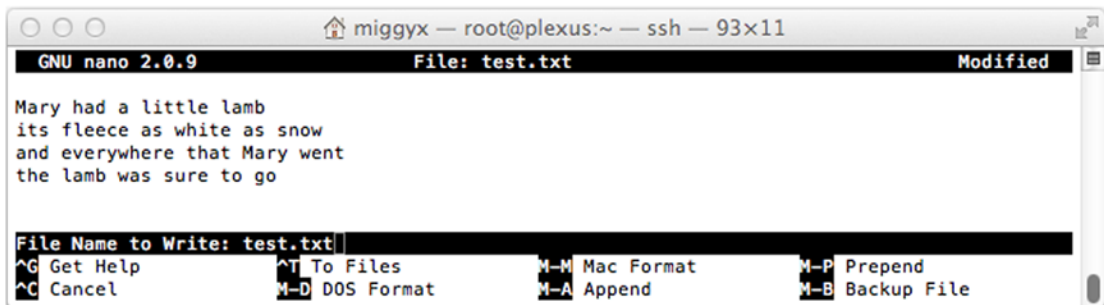 miggyx — root@plexus:~ — ssh — 93×11
GNU nano 2.0.9 File: test.txt Modified
Mary had a little lamb
its fleece as white as snow
and everywhere that Mary went
the lamb was sure to go
File Name to Write: test.txt
^G Get Help ^T To Files M-M Mac Format M-P Prepend
^C Cancel M-D DOS Format M-A Append M-B Backup File